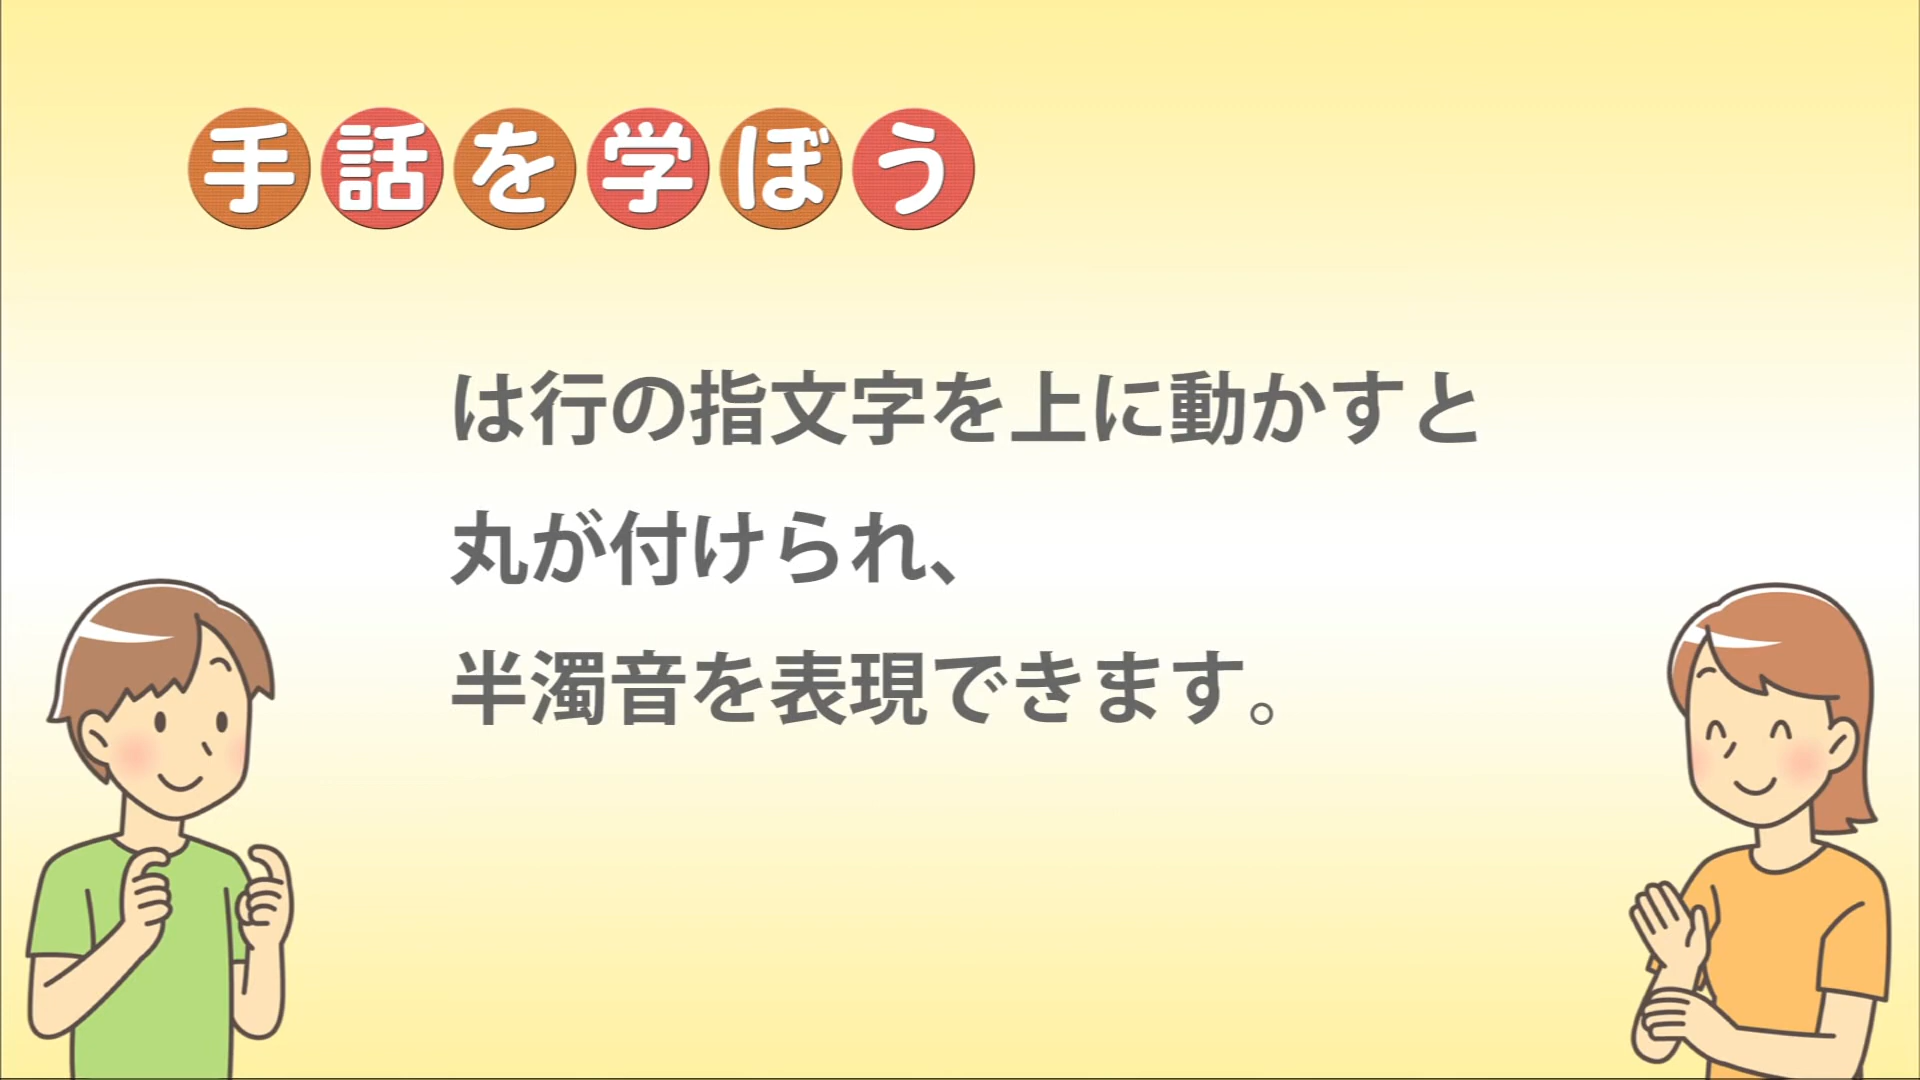 手話を学ぼう
は行の指文字を上に動かすと
丸が付けられ、
半濁音を表現できます。